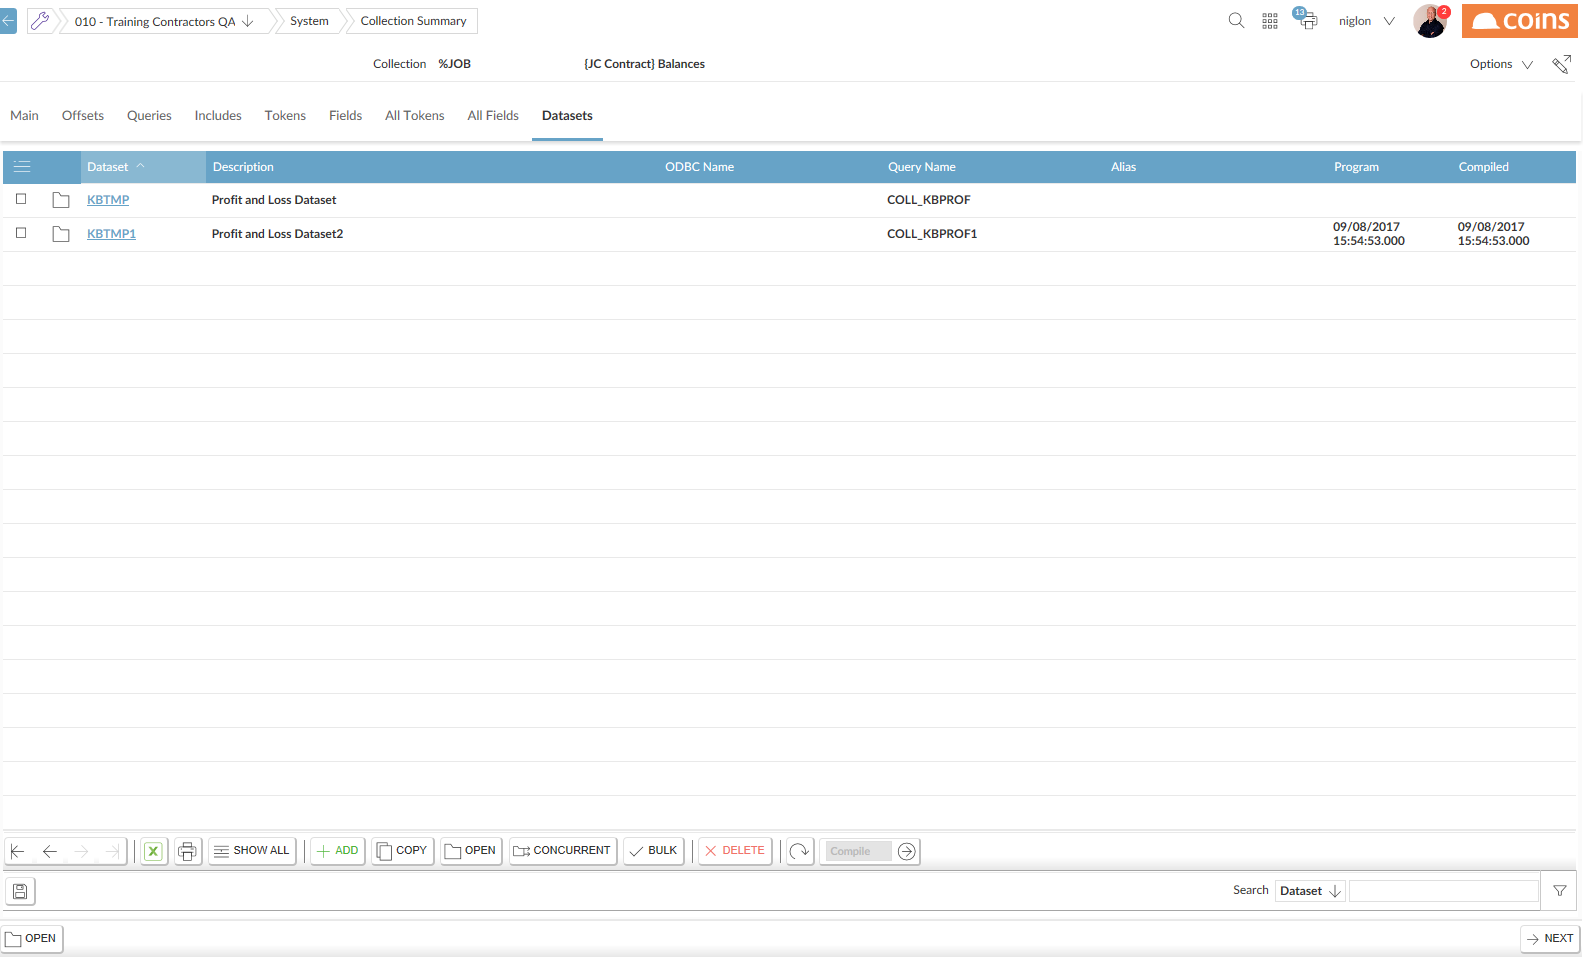 010 - Training Contractors QA
System
Collection Summary
13
niglon
2
coins
Collection %JOB {JC Contract} Balances
Options
Main Offsets Queries Includes Tokens Fields All Tokens All Fields Datasets
Dataset Description ODBC Name Query Name Alias Program Compiled
KBTMP Profit and Loss Dataset COLL_KBPROF
KBTMP1 Profit and Loss Dataset2 COLL_KBPROF1 09/08/2017 09/08/2017
15:54:53.000 15:54:53.000
SHOW ALL ADD COPY OPEN CONCURRENT BULK DELETE Compile
Search Dataset
OPEN NEXT